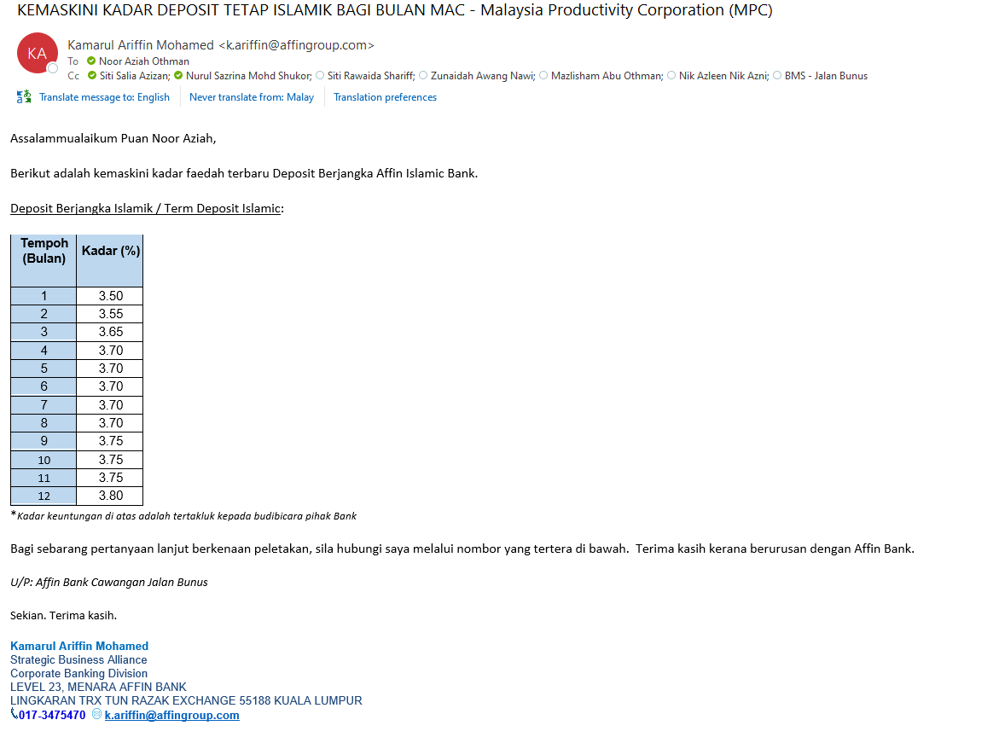 KEMASKINI KADAR DEPOSIT TETAP ISLAMIK BAGI BULAN MAC - Malaysia Productivity Corporation (MPC)
KA
Kamarul Ariffin Mohamed <k.ariffin@affingroup.com>
To Noor Aziah Othman
Cc Siti Salia Azizan; Nurul Sazrina Mohd Shukor; Siti Rawaida Shariff; Zunaidah Awang Nawi; Mazlisham Abu Othman; Nik Azleen Nik Azni; BMS - Jalan Bunus
Translate message to: English Never translate from: Malay Translation preferences
Assalammualaikum Puan Noor Aziah,
Berikut adalah kemaskini kadar faedah terbaru Deposit Berjangka Affin Islamic Bank.
Deposit Berjangka Islamik / Term Deposit Islamic:
Tempoh (Bulan) Kadar (%)
1 3.50
2 3.55
3 3.65
4 3.70
5 3.70
6 3.70
7 3.70
8 3.70
9 3.75
10 3.75
11 3.75
12 3.80
*Kadar keuntungan di atas adalah tertakluk kepada budibicara pihak Bank
Bagi sebarang pertanyaan lanjut berkenaan peletakan, sila hubungi saya melalui nombor yang tertera di bawah. Terima kasih kerana berurusan dengan Affin Bank.
U/P: Affin Bank Cawangan Jalan Bunus
Sekian. Terima kasih.
Kamarul Ariffin Mohamed
Strategic Business Alliance
Corporate Banking Division
LEVEL 23, MENARA AFFIN BANK
LINGKARAN TRX TUN RAZAK EXCHANGE 55188 KUALA LUMPUR
017-3475470 k.ariffin@affingroup.com